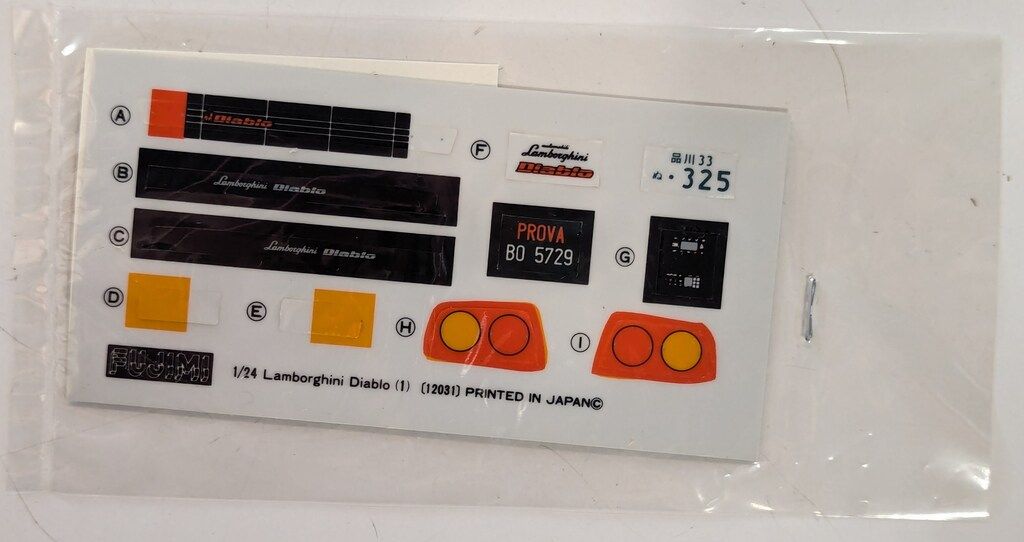 A
Diablo
B
Lamborghini Diablo
C
Lamborghini Diablo
D
E
F
automobili
Lamborghini
Diablo
品川 33
・325
PROVA
BO 5729
G
H
I
FUJIMI
1/24 Lamborghini Diablo (1) [12031] PRINTED IN JAPAN©